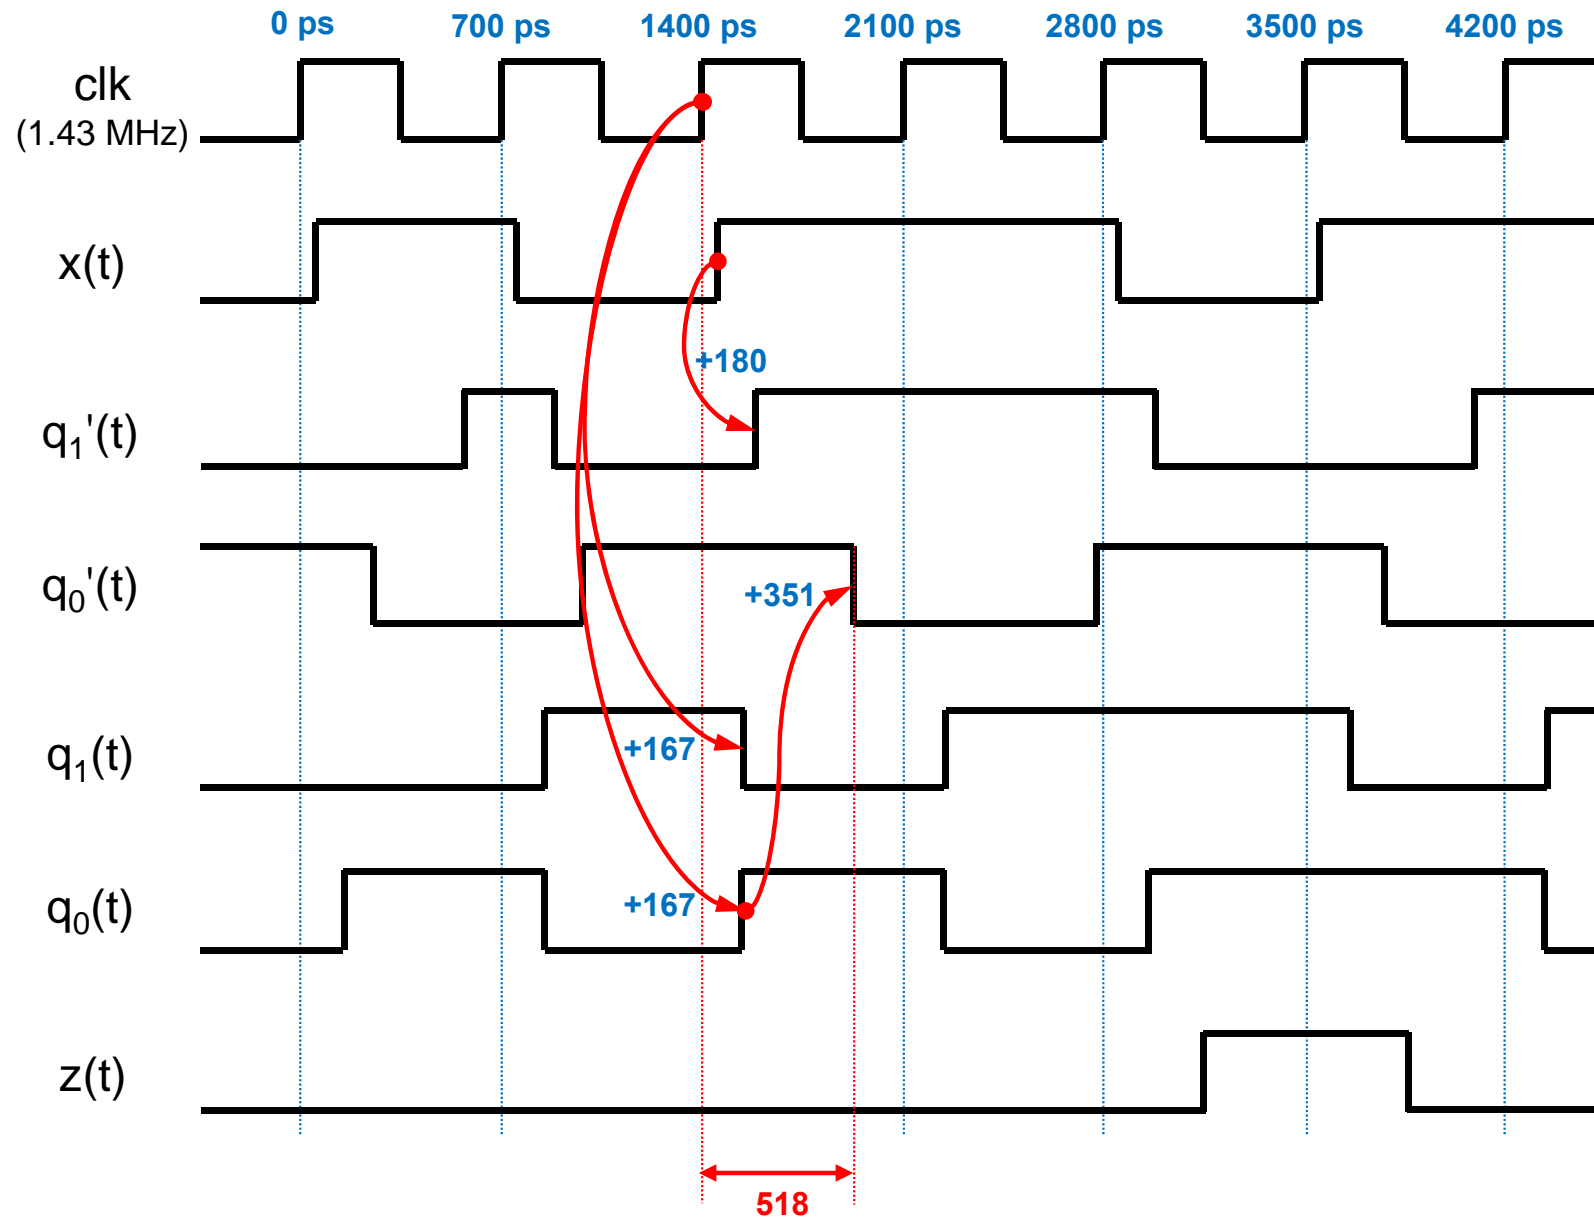 0 ps 700 ps 1400 ps 2100 ps 2800 ps 3500 ps 4200 ps
clk
(1.43 MHz)
x(t)
+180
q₁'(t)
q₀'(t)
+351
q₁(t)
+167
q₀(t)
+167
z(t)
518